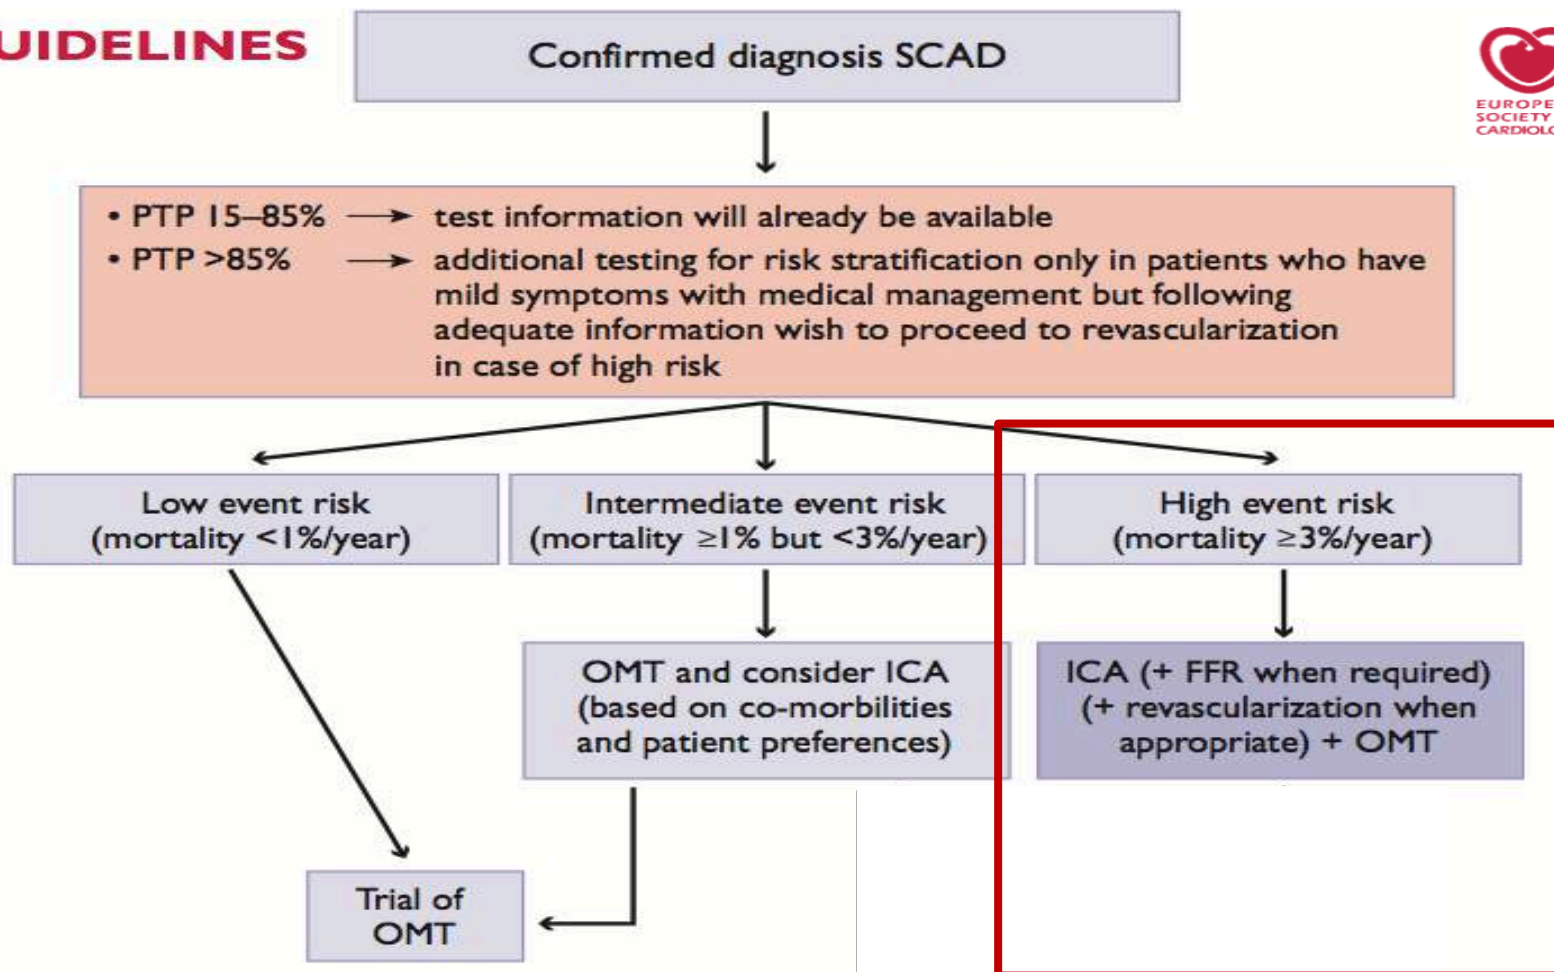 UIDELINES
Confirmed diagnosis SCAD
EUROPE
SOCIETY
CARDIOLO
• PTP 15–85% → test information will already be available
• PTP >85% → additional testing for risk stratification only in patients who have
mild symptoms with medical management but following
adequate information wish to proceed to revascularization
in case of high risk
Low event risk
(mortality <1%/year)
Intermediate event risk
(mortality ≥1% but <3%/year)
High event risk
(mortality ≥3%/year)
OMT and consider ICA
(based on co-morbilities
and patient preferences)
ICA (+ FFR when required)
(+ revascularization when
appropriate) + OMT
Trial of
OMT